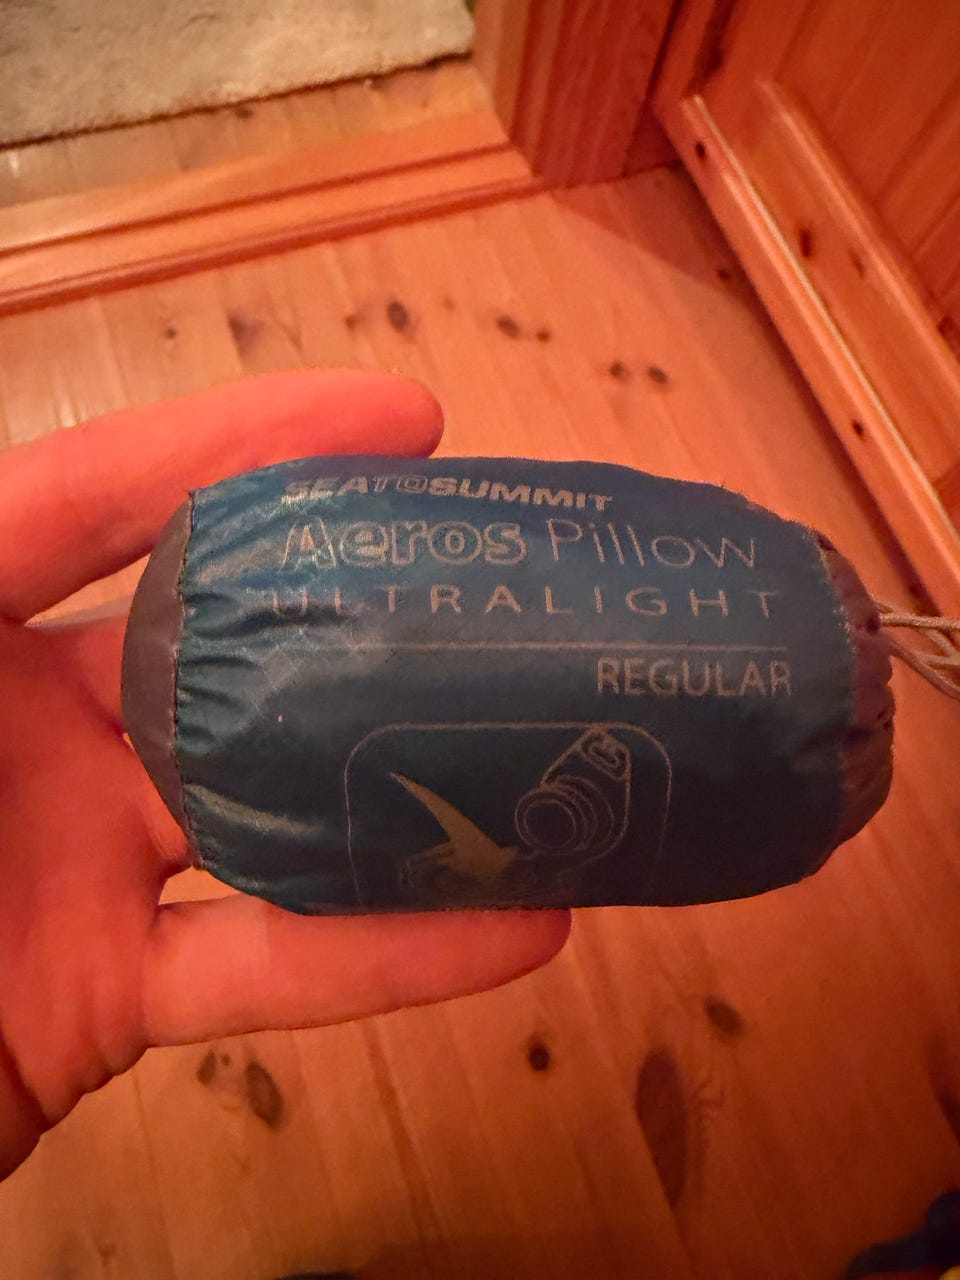 SEATOSUMMIT
Aeros Pillow
ULTRALIGHT
REGULAR